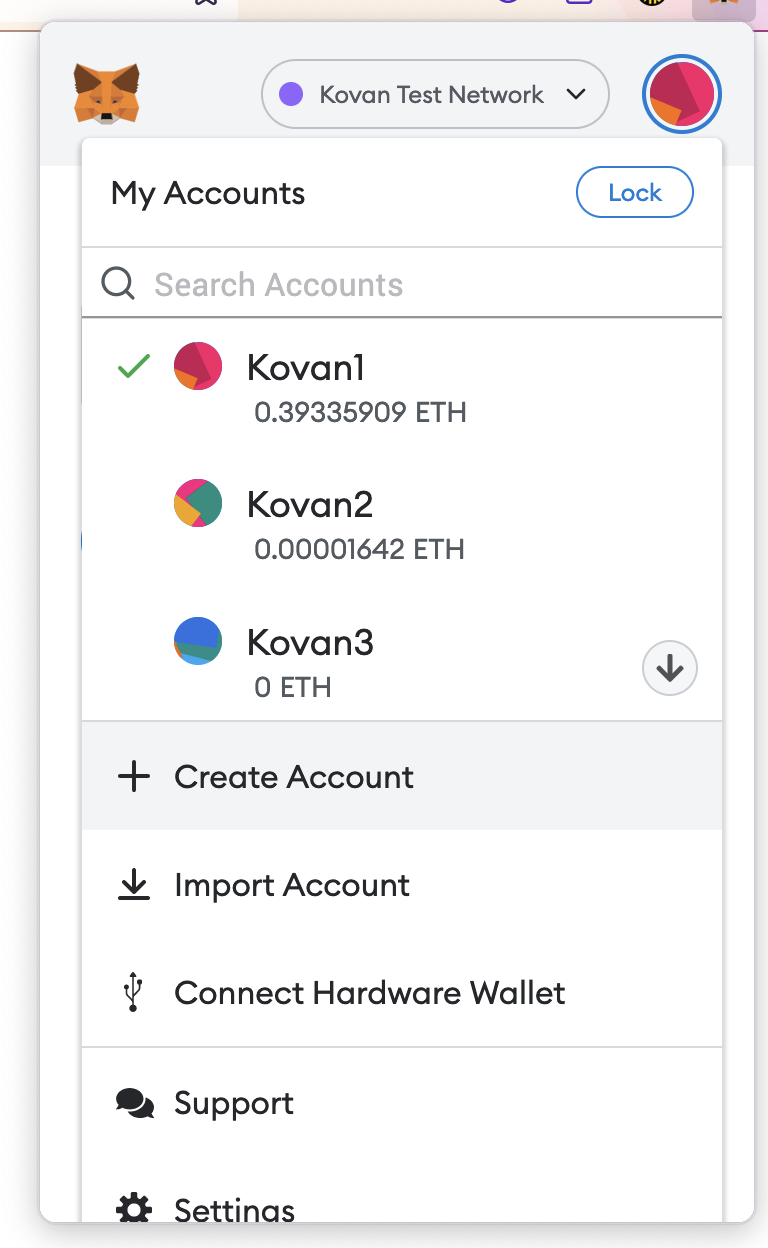 Kovan Test Network
My Accounts
Lock
Search Accounts
Kovan1
0.39335909 ETH
Kovan2
0.00001642 ETH
Kovan3
0 ETH
Create Account
Import Account
Connect Hardware Wallet
Support
Settings